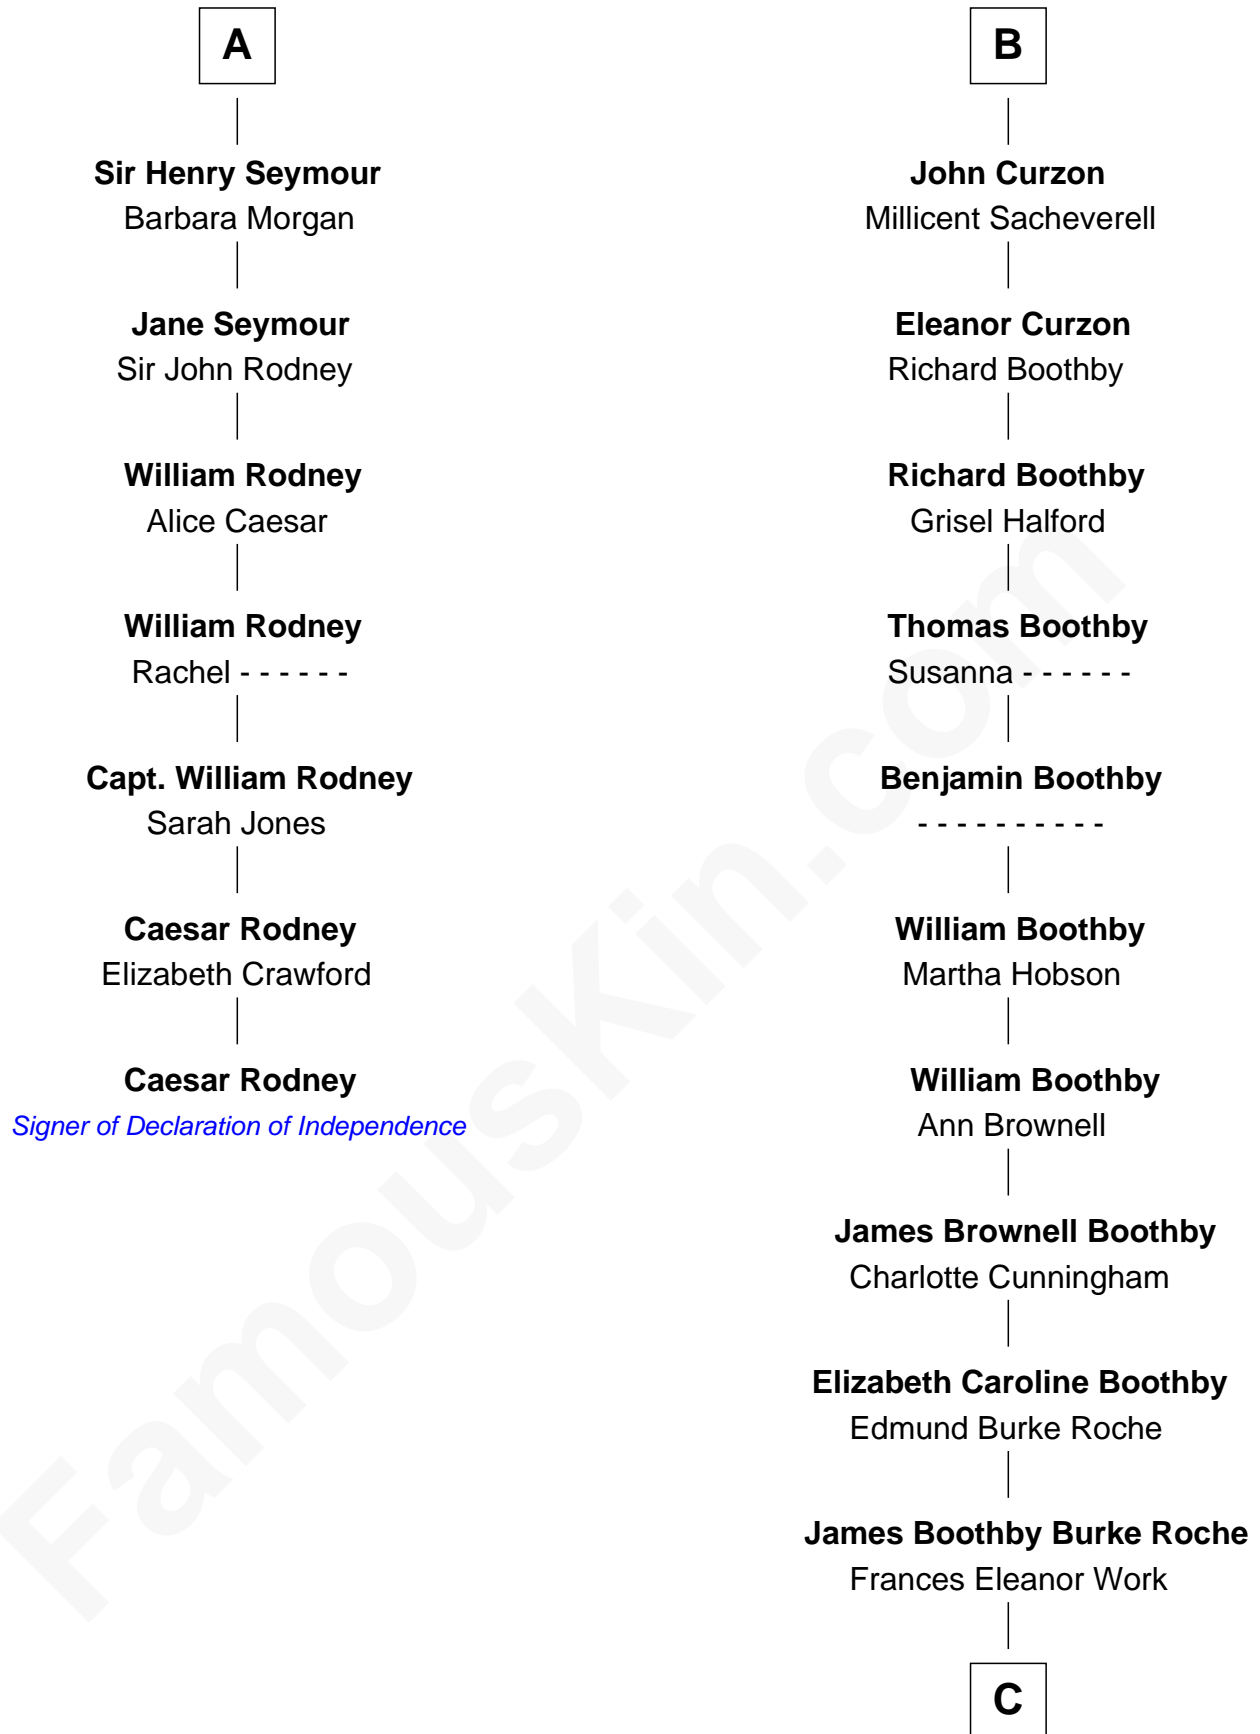 A
Sir Henry Seymour
Barbara Morgan
Jane Seymour
Sir John Rodney
William Rodney
Alice Caesar
William Rodney
Rachel - - - - - -
Capt. William Rodney
Sarah Jones
Caesar Rodney
Elizabeth Crawford
Caesar Rodney
Signer of Declaration of Independence
B
John Curzon
Millicent Sacheverell
Eleanor Curzon
Richard Boothby
Richard Boothby
Grisel Halford
Thomas Boothby
Susanna - - - - - -
Benjamin Boothby
- - - - - - - - - -
William Boothby
Martha Hobson
William Boothby
Ann Brownell
James Brownell Boothby
Charlotte Cunningham
Elizabeth Caroline Boothby
Edmund Burke Roche
James Boothby Burke Roche
Frances Eleanor Work
C
FamousKin.com